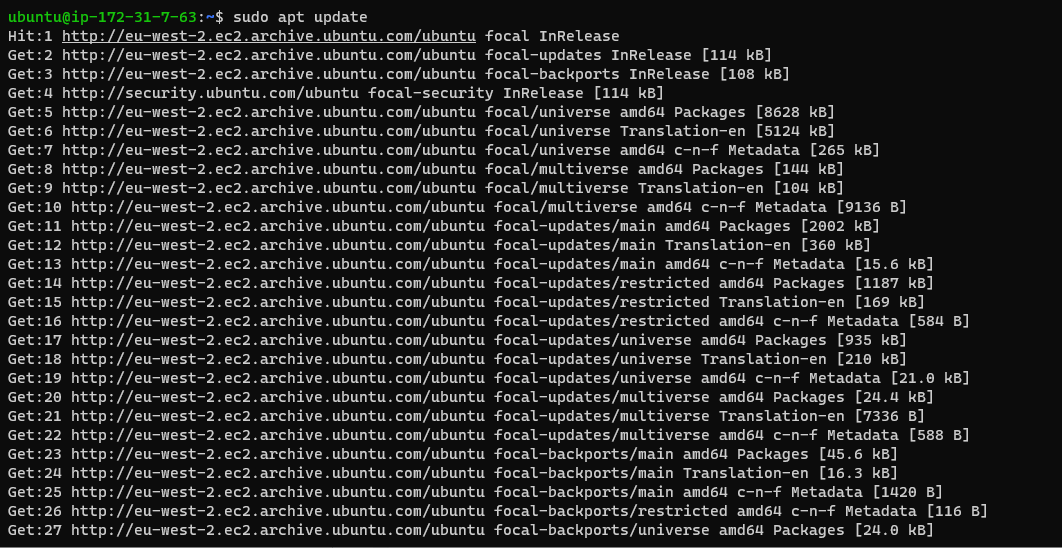 ubuntu@ip-172-31-7-63:~$ sudo apt update
Hit:1 http://eu-west-2.ec2.archive.ubuntu.com/ubuntu focal InRelease
Get:2 http://eu-west-2.ec2.archive.ubuntu.com/ubuntu focal-updates InRelease [114 kB]
Get:3 http://eu-west-2.ec2.archive.ubuntu.com/ubuntu focal-backports InRelease [108 kB]
Get:4 http://security.ubuntu.com/ubuntu focal-security InRelease [114 kB]
Get:5 http://eu-west-2.ec2.archive.ubuntu.com/ubuntu focal/universe amd64 Packages [8628 kB]
Get:6 http://eu-west-2.ec2.archive.ubuntu.com/ubuntu focal/universe Translation-en [5124 kB]
Get:7 http://eu-west-2.ec2.archive.ubuntu.com/ubuntu focal/universe amd64 c-n-f Metadata [265 kB]
Get:8 http://eu-west-2.ec2.archive.ubuntu.com/ubuntu focal/multiverse amd64 Packages [144 kB]
Get:9 http://eu-west-2.ec2.archive.ubuntu.com/ubuntu focal/multiverse Translation-en [104 kB]
Get:10 http://eu-west-2.ec2.archive.ubuntu.com/ubuntu focal/multiverse amd64 c-n-f Metadata [9136 B]
Get:11 http://eu-west-2.ec2.archive.ubuntu.com/ubuntu focal-updates/main amd64 Packages [2002 kB]
Get:12 http://eu-west-2.ec2.archive.ubuntu.com/ubuntu focal-updates/main Translation-en [360 kB]
Get:13 http://eu-west-2.ec2.archive.ubuntu.com/ubuntu focal-updates/main amd64 c-n-f Metadata [15.6 kB]
Get:14 http://eu-west-2.ec2.archive.ubuntu.com/ubuntu focal-updates/restricted amd64 Packages [1187 kB]
Get:15 http://eu-west-2.ec2.archive.ubuntu.com/ubuntu focal-updates/restricted Translation-en [169 kB]
Get:16 http://eu-west-2.ec2.archive.ubuntu.com/ubuntu focal-updates/restricted amd64 c-n-f Metadata [584 B]
Get:17 http://eu-west-2.ec2.archive.ubuntu.com/ubuntu focal-updates/universe amd64 Packages [935 kB]
Get:18 http://eu-west-2.ec2.archive.ubuntu.com/ubuntu focal-updates/universe Translation-en [210 kB]
Get:19 http://eu-west-2.ec2.archive.ubuntu.com/ubuntu focal-updates/universe amd64 c-n-f Metadata [21.0 kB]
Get:20 http://eu-west-2.ec2.archive.ubuntu.com/ubuntu focal-updates/multiverse amd64 Packages [24.4 kB]
Get:21 http://eu-west-2.ec2.archive.ubuntu.com/ubuntu focal-updates/multiverse Translation-en [7336 B]
Get:22 http://eu-west-2.ec2.archive.ubuntu.com/ubuntu focal-updates/multiverse amd64 c-n-f Metadata [588 B]
Get:23 http://eu-west-2.ec2.archive.ubuntu.com/ubuntu focal-backports/main amd64 Packages [45.6 kB]
Get:24 http://eu-west-2.ec2.archive.ubuntu.com/ubuntu focal-backports/main Translation-en [16.3 kB]
Get:25 http://eu-west-2.ec2.archive.ubuntu.com/ubuntu focal-backports/main amd64 c-n-f Metadata [1420 B]
Get:26 http://eu-west-2.ec2.archive.ubuntu.com/ubuntu focal-backports/restricted amd64 c-n-f Metadata [116 B]
Get:27 http://eu-west-2.ec2.archive.ubuntu.com/ubuntu focal-backports/universe amd64 Packages [24.0 kB]